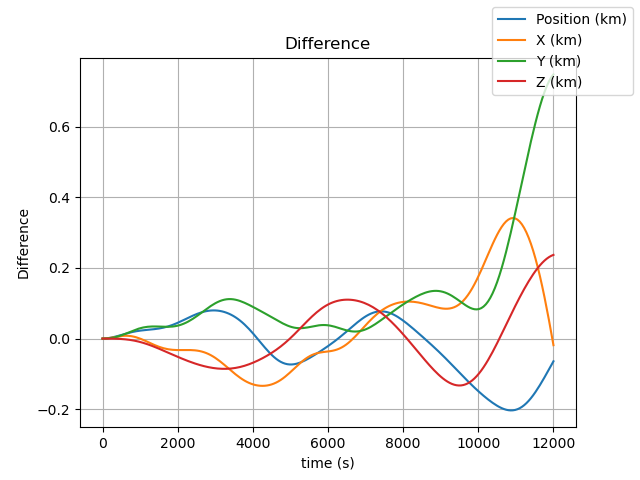 Difference
Position (km)
X (km)
Y (km)
Z (km)
Difference
0.6
0.4
0.2
0.0
−0.2
0 2000 4000 6000 8000 10000 12000
time (s)